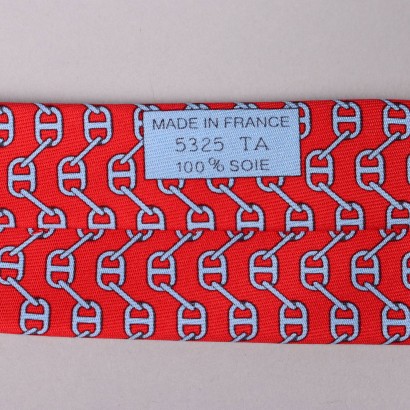 MADE IN FRANCE
5325 TA
100% SOIE